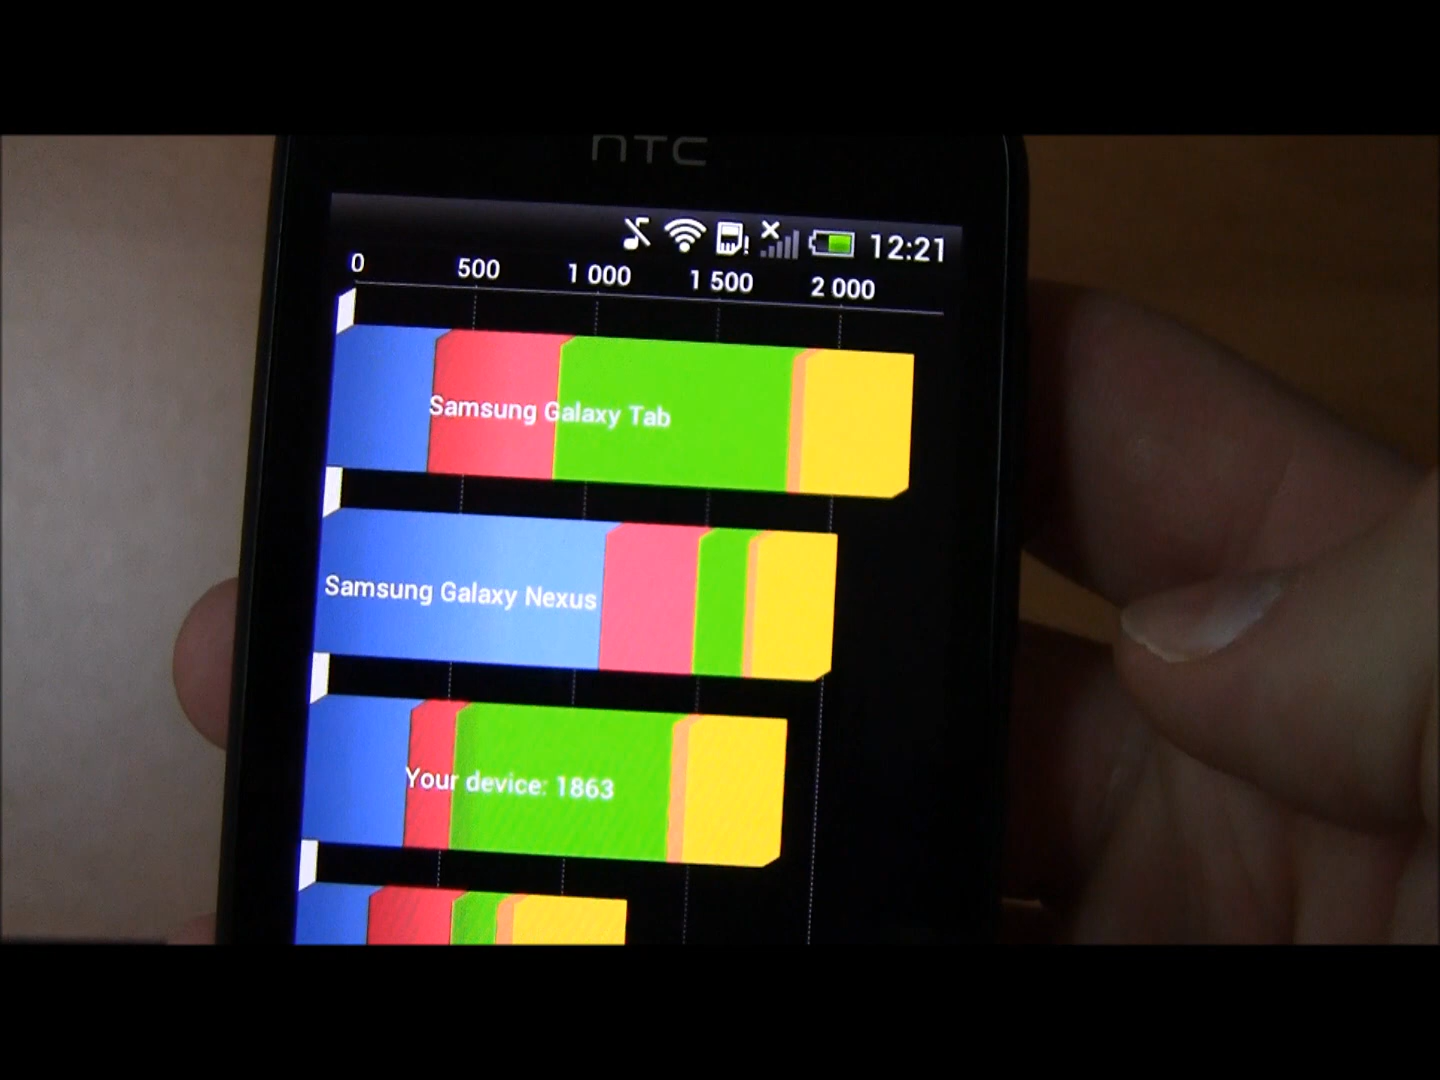 hTC
12:21
0 500 1 000 1 500 2 000
Samsung Galaxy Tab
Samsung Galaxy Nexus
Your device: 1863